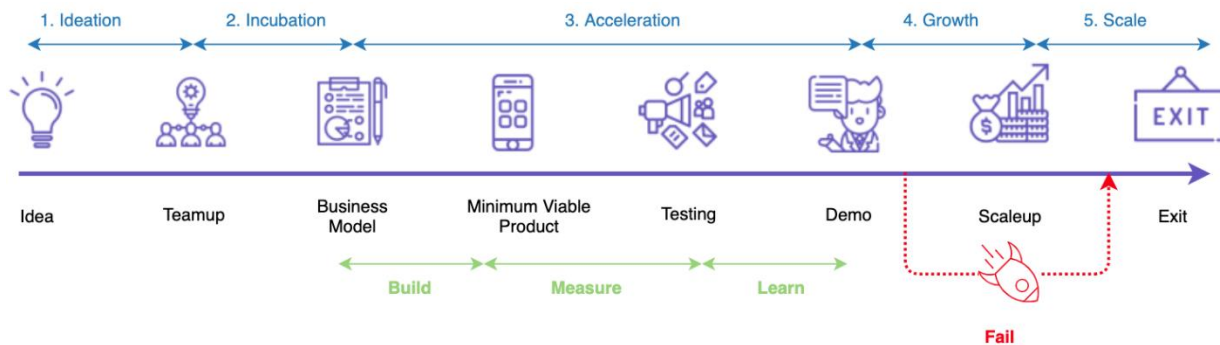 1. Ideation
2. Incubation
3. Acceleration
4. Growth
5. Scale
EXIT
Idea
Teamup
Business
Model
Minimum Viable
Product
Testing
Demo
Scaleup
Exit
Build
Measure
Learn
Fail